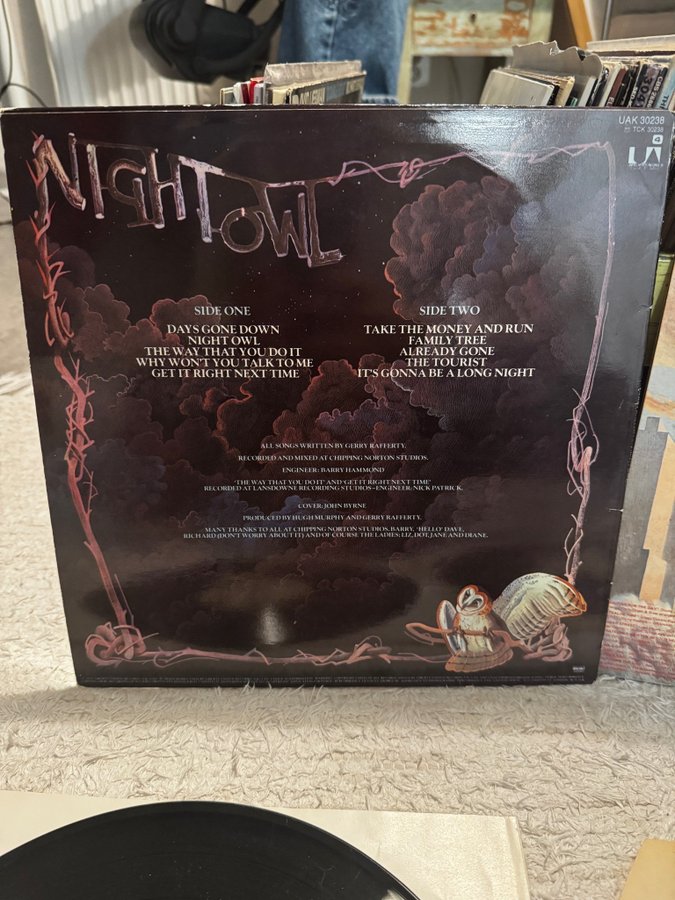 NIGHT OWL
UAK 30238
TCK 30238
4
UA
SIDE ONE
DAYS GONE DOWN
NIGHT OWL
THE WAY THAT YOU DO IT
WHY WON'T YOU TALK TO ME
GET IT RIGHT NEXT TIME
SIDE TWO
TAKE THE MONEY AND RUN
FAMILY TREE
ALREADY GONE
THE TOURIST
IT'S GONNA BE A LONG NIGHT
ALL SONGS WRITTEN BY GERRY RAFFERTY.
RECORDED AND MIXED AT CHIPPING NORTON STUDIOS.
ENGINEER: BARRY HAMMOND
'THE WAY THAT YOU DO IT' AND 'GET IT RIGHT NEXT TIME'
RECORDED AT LANSDOWNE RECORDING STUDIOS – ENGINEER: NICK PATRICK.
COVER: JOHN BYRNE
PRODUCED BY HUGH MURPHY AND GERRY RAFFERTY.
MANY THANKS TO ALL AT CHIPPING NORTON STUDIOS. BARRY, 'HELLO' DAVE,
RICHARD (DON'T WORRY ABOUT IT) AND OF COURSE THE LADIES; LIZ, DOT, JANE AND DIANE.